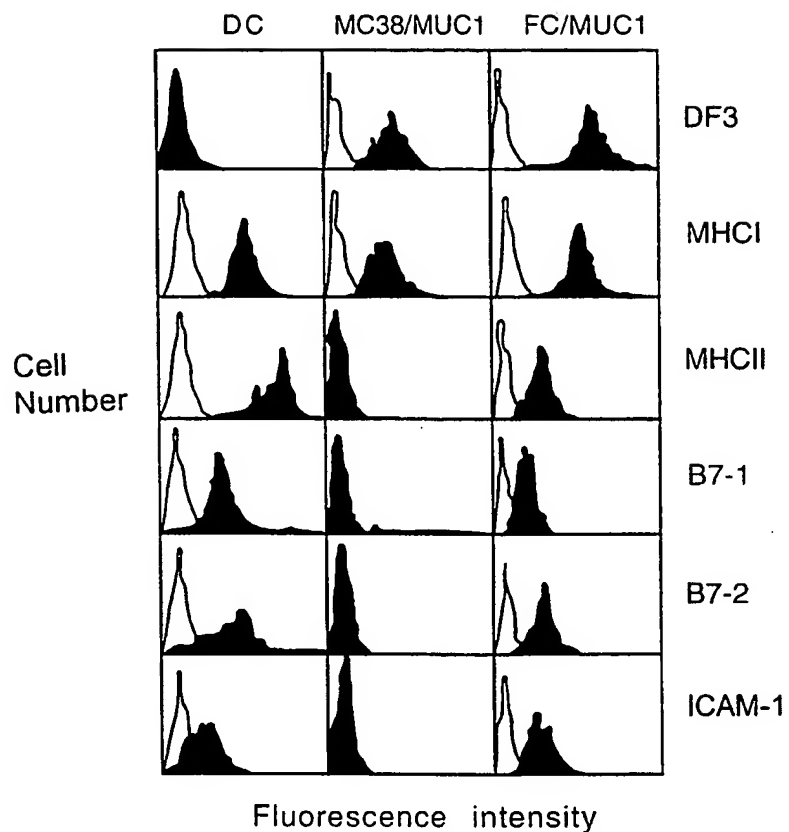 DC MC38/MUC1 FC/MUC1
DF3
MHCI
MHCII
Cell
Number
B7-1
B7-2
ICAM-1
Fluorescence intensity